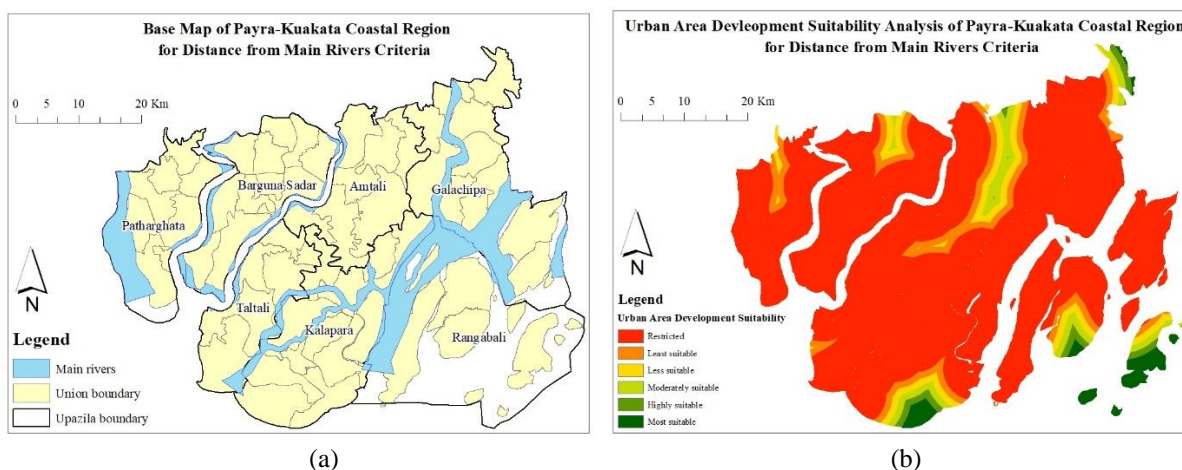 Base Map of Payra-Kuakata Coastal Region
for Distance from Main Rivers Criteria
0 5 10 20 Km
Barguna Sadar
Amtali
Galachipa
Patharghata
Taltali
Kalapara
Rangabali
N
Legend
Main rivers
Union boundary
Upazila boundary
(a)
Urban Area Devleopment Suitability Analysis of Payra-Kuakata Coastal Region
for Distance from Main Rivers Criteria
0 5 10 20 Km
N
Legend
Urban Area Development Suitability
Restricted
Least suitable
Less suitable
Moderately suitable
Highly suitable
Most suitable
(b)